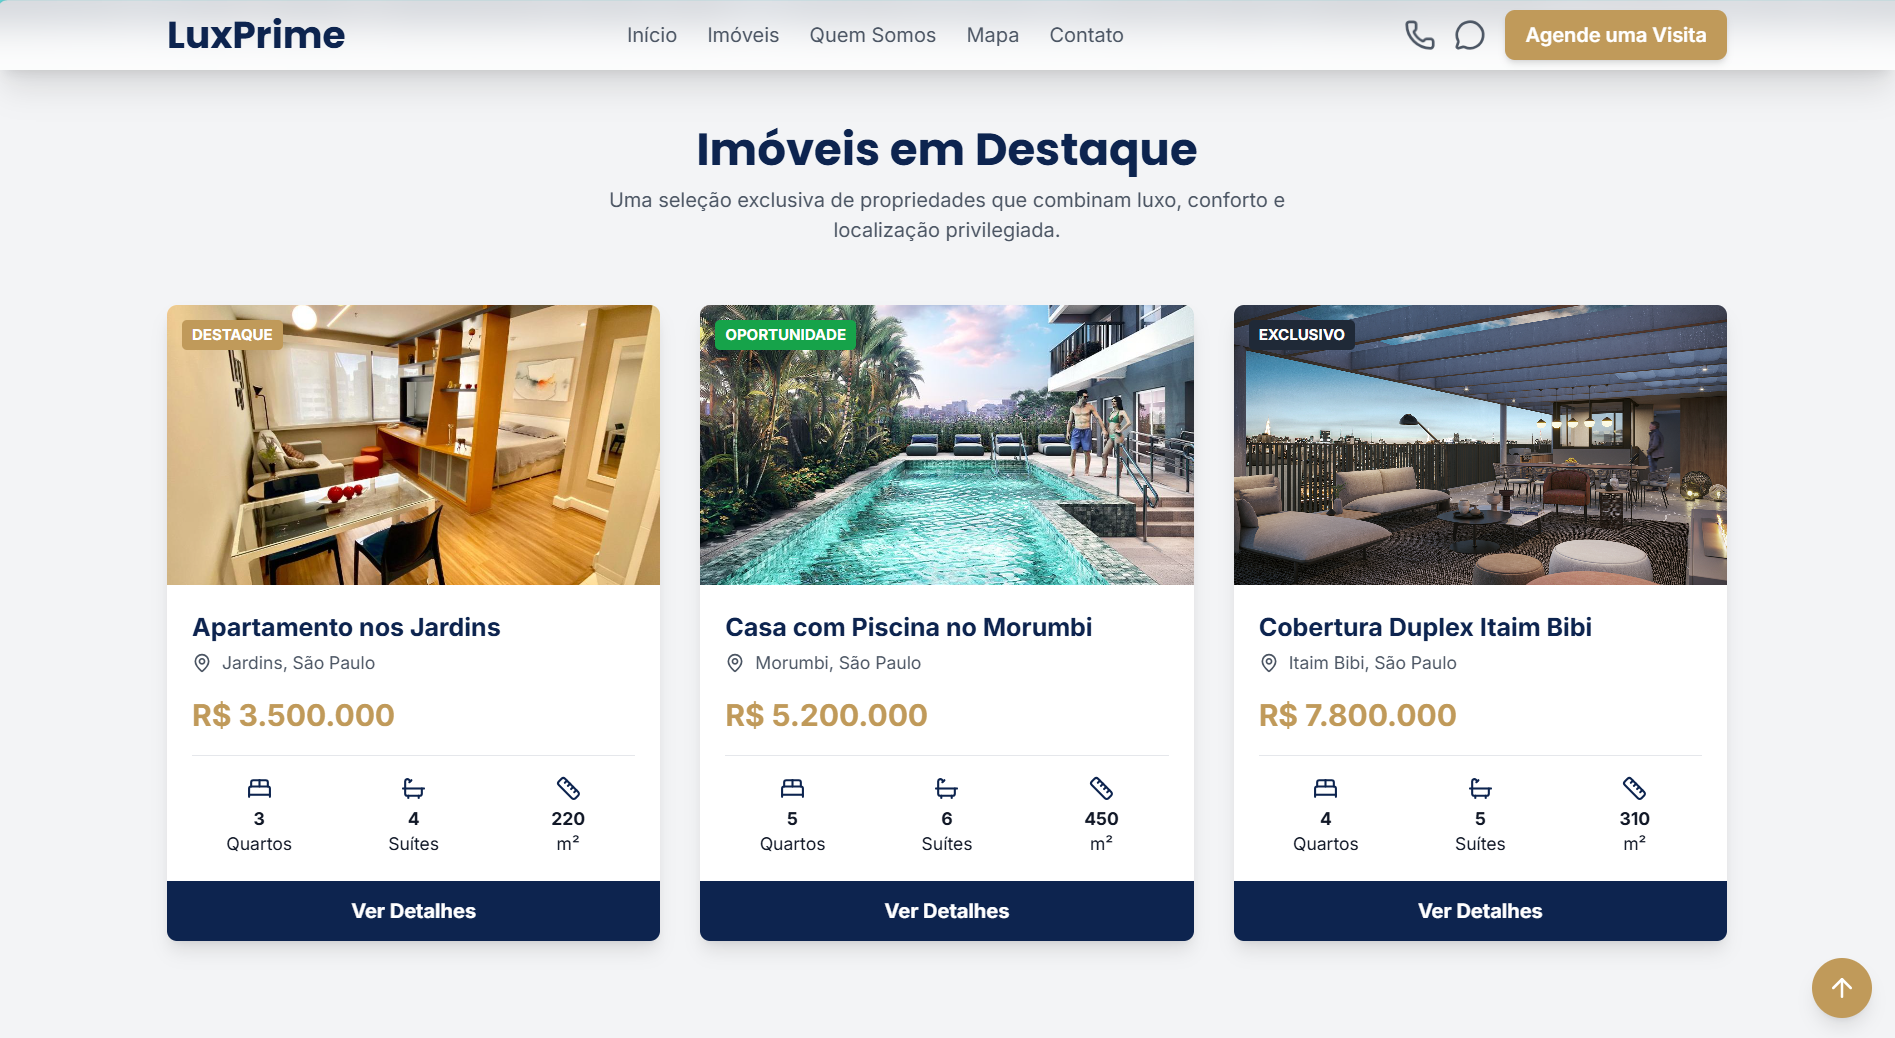 LuxPrime
Início
Imóveis
Quem Somos
Mapa
Contato
Agende uma Visita
Imóveis em Destaque
Uma seleção exclusiva de propriedades que combinam luxo, conforto e
localização privilegiada.
DESTAQUE
Apartamento nos Jardins
Jardins, São Paulo
R$ 3.500.000
3
Quartos
4
Suítes
220
m²
Ver Detalhes
OPORTUNIDADE
Casa com Piscina no Morumbi
Morumbi, São Paulo
R$ 5.200.000
5
Quartos
6
Suítes
450
m²
Ver Detalhes
EXCLUSIVO
Cobertura Duplex Itaim Bibi
Itaim Bibi, São Paulo
R$ 7.800.000
4
Quartos
5
Suítes
310
m²
Ver Detalhes